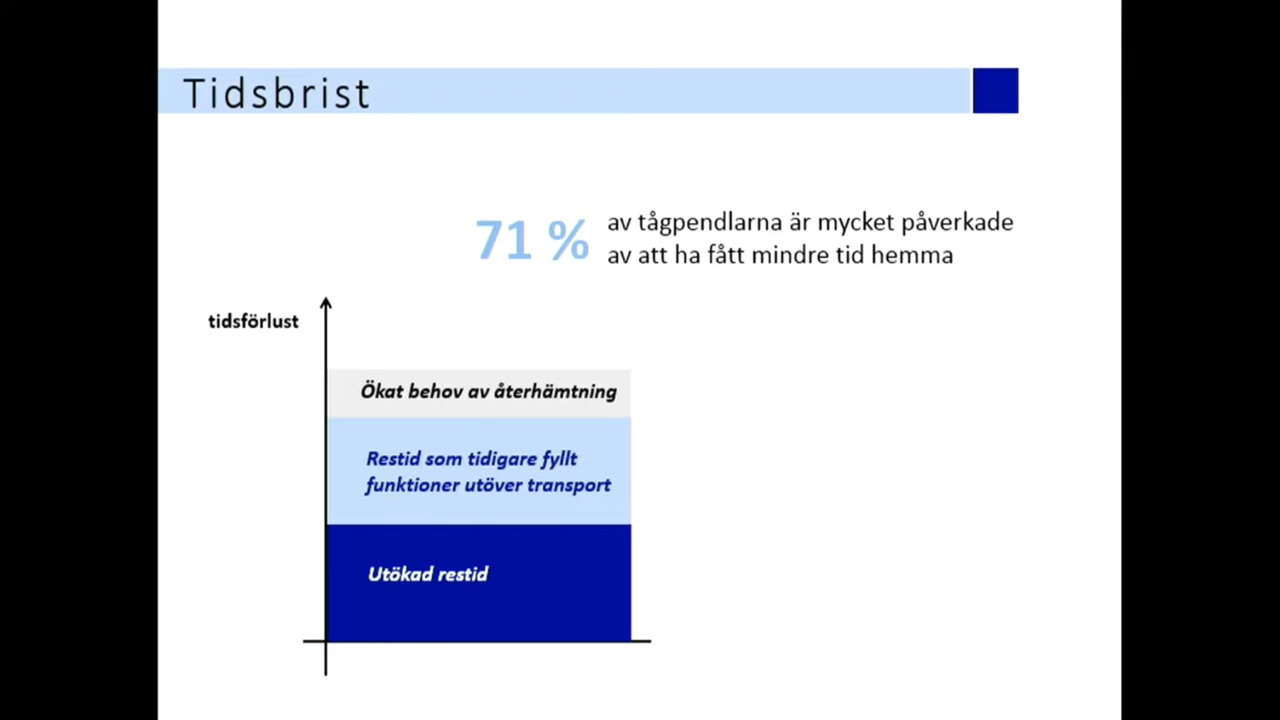 Tidsbrist
71 %
av tågpendlarna är mycket påverkade
av att ha fått mindre tid hemma
tidsförlust
Ökat behov av återhämtning
Restid som tidigare fyllt
funktioner utöver transport
Utökad restid